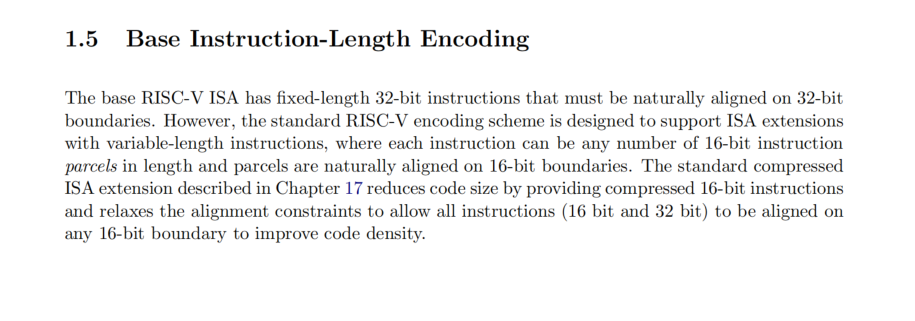 1.5 Base Instruction-Length Encoding
The base RISC-V ISA has fixed-length 32-bit instructions that must be naturally aligned on 32-bit
boundaries. However, the standard RISC-V encoding scheme is designed to support ISA extensions
with variable-length instructions, where each instruction can be any number of 16-bit instruction
parcels in length and parcels are naturally aligned on 16-bit boundaries. The standard compressed
ISA extension described in Chapter 17 reduces code size by providing compressed 16-bit instructions
and relaxes the alignment constraints to allow all instructions (16 bit and 32 bit) to be aligned on
any 16-bit boundary to improve code density.